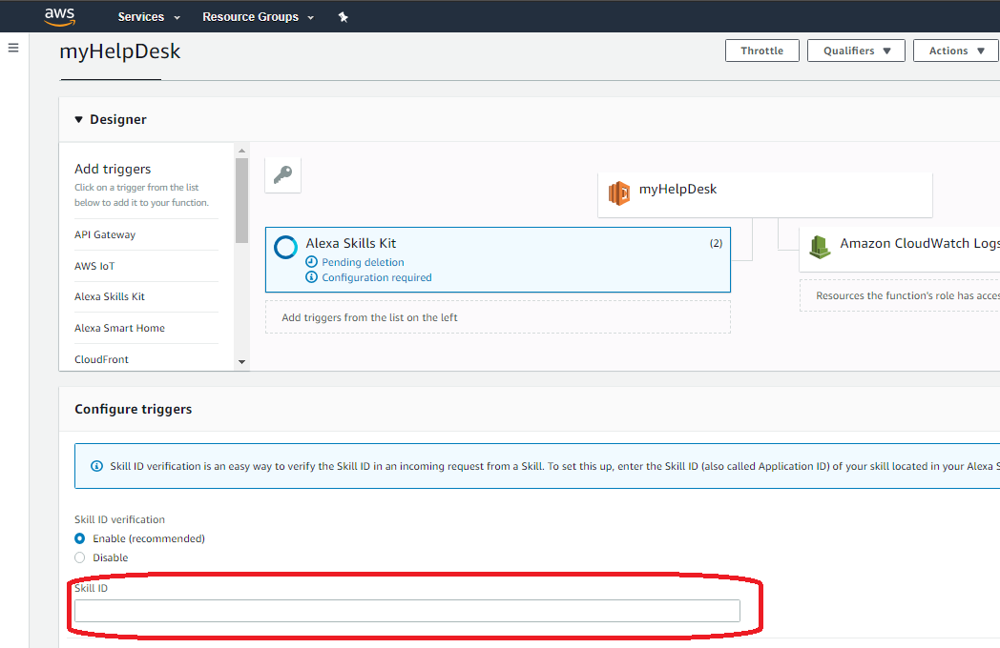 aws Services Resource Groups
myHelpDesk Throttle Qualifiers Actions
Designer
Add triggers
Click on a trigger from the list
below to add it to your function.
API Gateway
AWS IoT
Alexa Skills Kit
Alexa Smart Home
CloudFront
myHelpDesk
Alexa Skills Kit (2)
Pending deletion
Configuration required
Add triggers from the list on the left
Amazon CloudWatch Logs
Resources the function's role has acces
Configure triggers
Skill ID verification is an easy way to verify the Skill ID in an incoming request from a Skill. To set this up, enter the Skill ID (also called Application ID) of your skill located in your Alexa S
Skill ID verification
Enable (recommended)
Disable
Skill ID